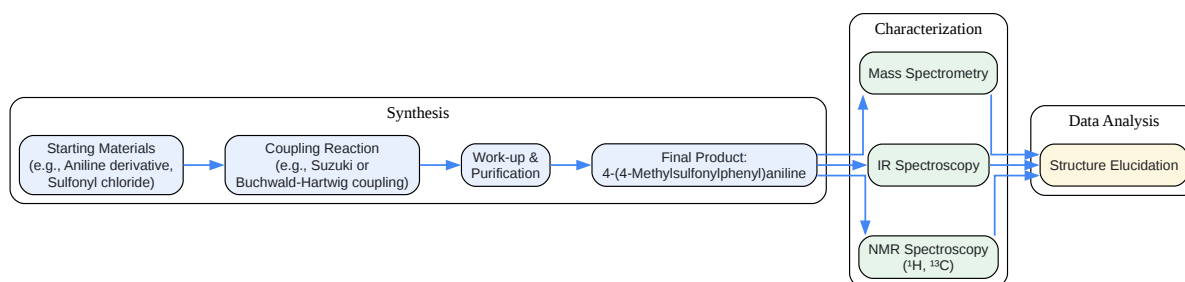 Synthesis
Starting Materials
(e.g., Aniline derivative,
Sulfonyl chloride)
Coupling Reaction
(e.g., Suzuki or
Buchwald-Hartwig coupling)
Work-up &
Purification
Final Product:
4-(4-Methylsulfonylphenyl)aniline
Characterization
Mass Spectrometry
IR Spectroscopy
NMR Spectroscopy
(¹H, ¹³C)
Data Analysis
Structure Elucidation